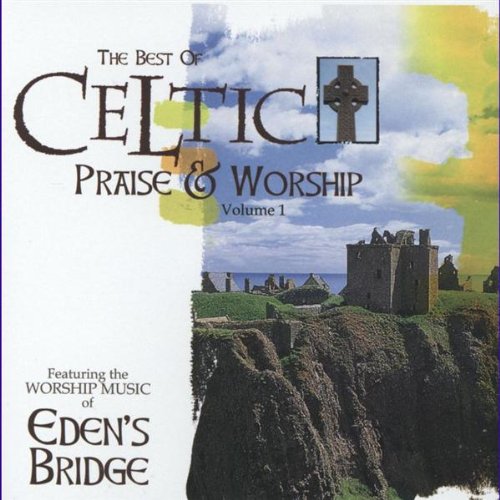 The Best Of
Celtic
Praise & Worship
Volume 1
Featuring the
WORSHIP MUSIC
of
EDEN'S
BRIDGE